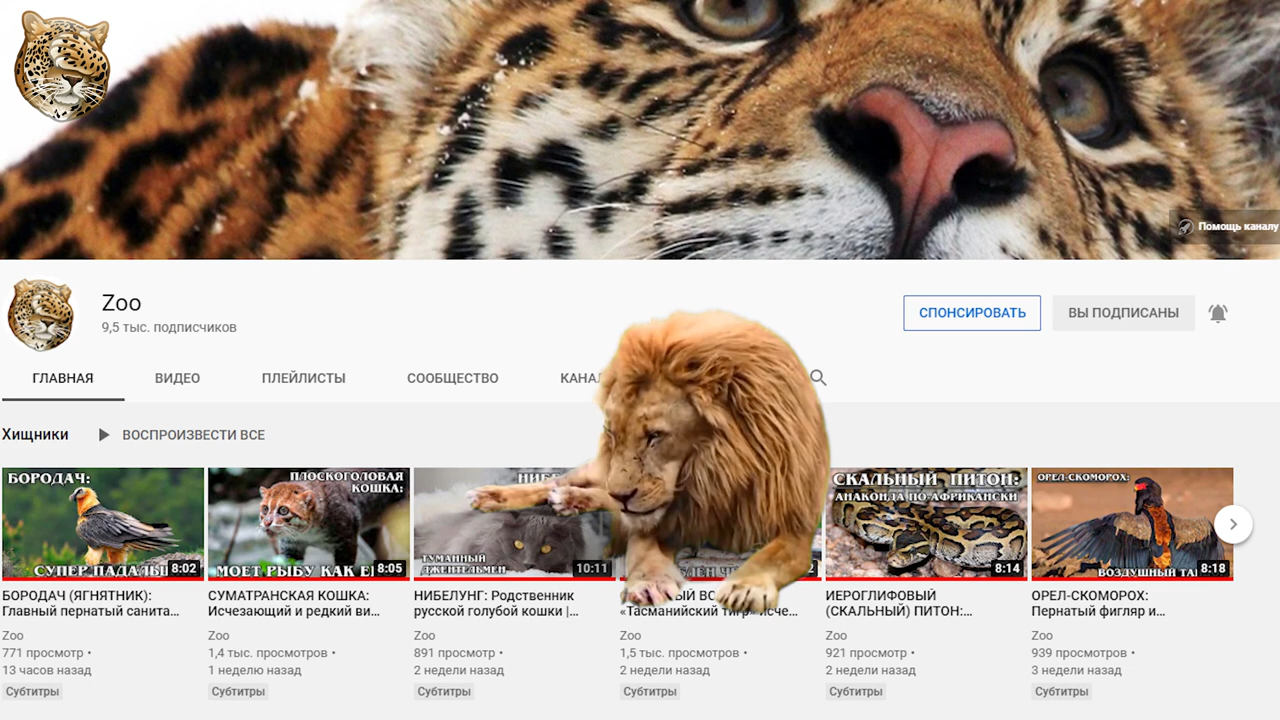 Помощь каналу
Zoo
9,5 тыс. подписчиков
СПОНСИРОВАТЬ
ВЫ ПОДПИСАНЫ
ГЛАВНАЯ
ВИДЕО
ПЛЕЙЛИСТЫ
СООБЩЕСТВО
Хищники
ВОСПРОИЗВЕСТИ ВСЕ
БОРОДАЧ:
8:02
БОРОДАЧ (ЯГНЯТНИК):
Главный пернатый санита...
Zoo
771 просмотр •
13 часов назад
Субтитры
ПЛОСКОГОЛОВАЯ
КОШКА:
МОЕТ РЫБУ КАК
8:05
СУМАТРАНСКАЯ КОШКА:
Исчезающий и редкий ви...
Zoo
1,4 тыс. просмотров •
1 неделю назад
Субтитры
ТУМАННЫЙ
ДЖЕНТЕЛЬМЕН
10:11
НИБЕЛУНГ: Родственник
русской голубой кошки |...
Zoo
891 просмотр •
2 недели назад
Субтитры
«Тасманийский тигр»
Zoo
1,5 тыс. просмотров •
2 недели назад
Субтитры
СКАЛЬНЫЙ ПИТОН:
АНАКОНДА ПО-АФРИКАНСКИ
8:14
ИЕРОГЛИФОВЫЙ
(СКАЛЬНЫЙ) ПИТОН:...
Zoo
921 просмотр •
2 недели назад
Субтитры
ОРЕЛ-СКОМОРОХ:
ВОЗДУШНЫЙ
8:18
ОРЕЛ-СКОМОРОХ:
Пернатый фигляр и...
Zoo
939 просмотров •
3 недели назад
Субтитры